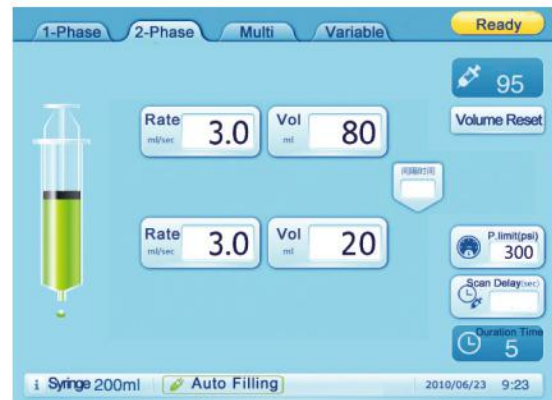 1-Phase 2-Phase Multi Variable Ready
95
Rate ml/sec 3.0 Vol ml 80
Volume Reset
间隔时间
Rate ml/sec 3.0 Vol ml 20
P.limit(psi)
300
Scan Delay(sec)
Duration Time
5
i Syringe 200ml Auto Filling 2010/06/23 9:23